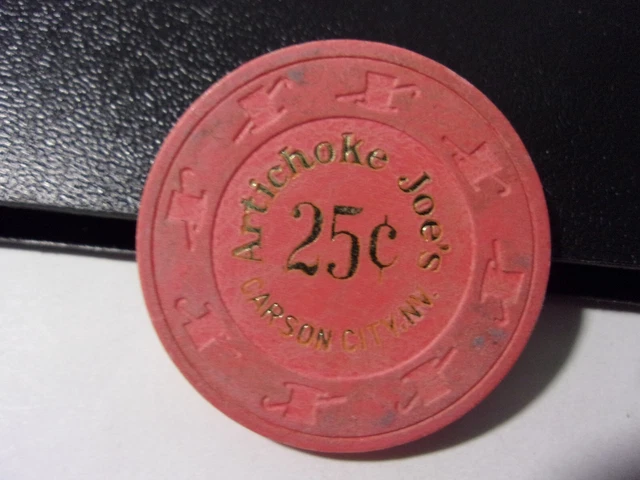 Artichoke Joe's
25¢
CARSON CITY, NV.